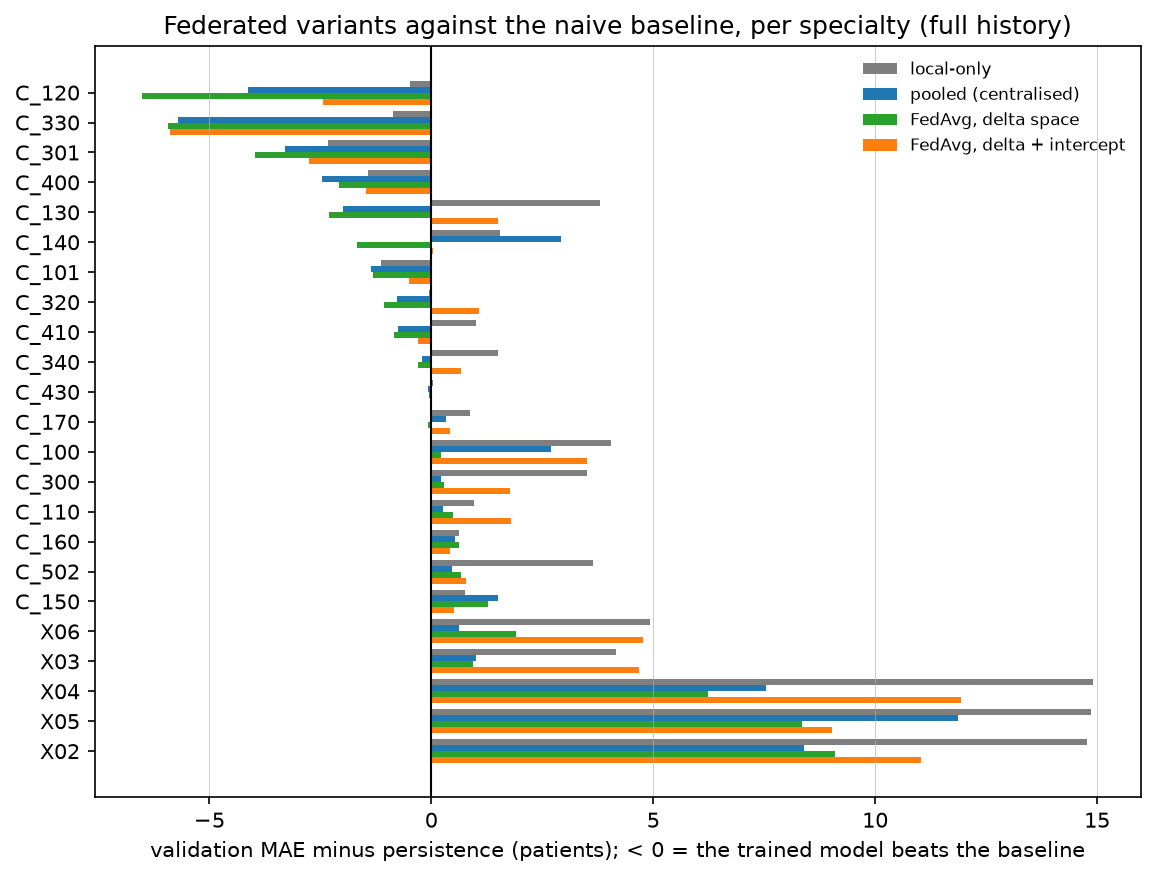 Federated variants against the naive baseline, per specialty (full history)
local-only
pooled (centralised)
FedAvg, delta space
FedAvg, delta + intercept
C_120
C_330
C_301
C_400
C_130
C_140
C_101
C_320
C_410
C_340
C_430
C_170
C_100
C_300
C_110
C_160
C_502
C_150
X06
X03
X04
X05
X02
−5 0 5 10 15
validation MAE minus persistence (patients); < 0 = the trained model beats the baseline